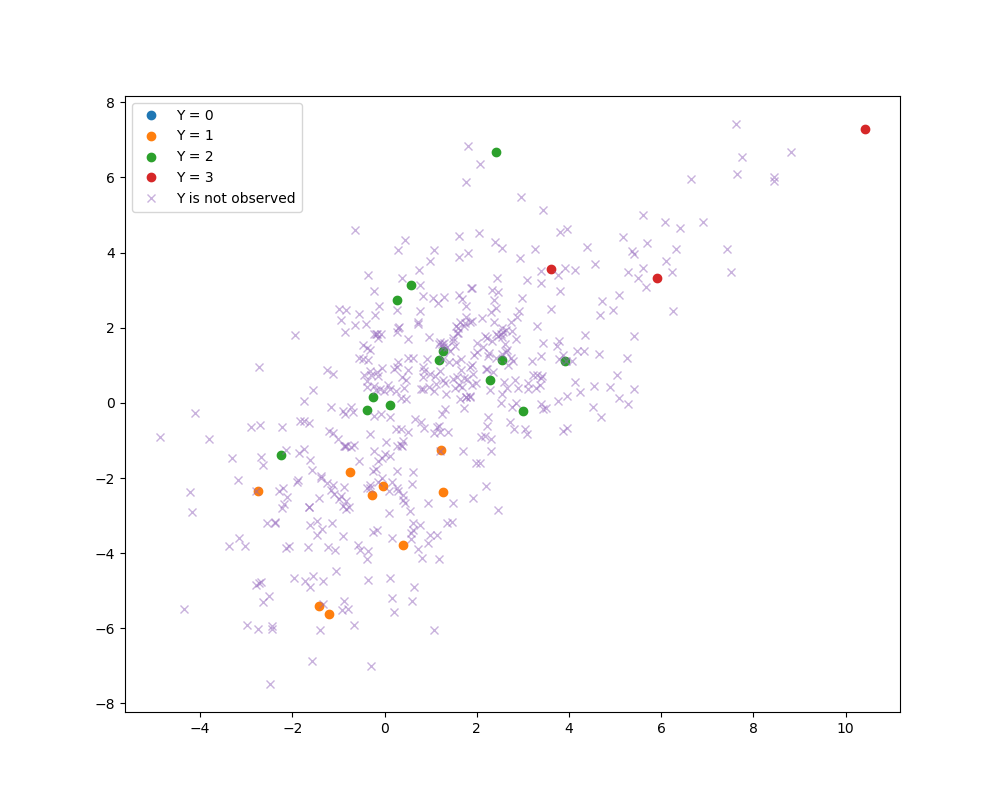 Y = 0
Y = 1
Y = 2
Y = 3
Y is not observed
8
6
4
2
0
−2
−4
−6
−8
−4 −2 0 2 4 6 8 10